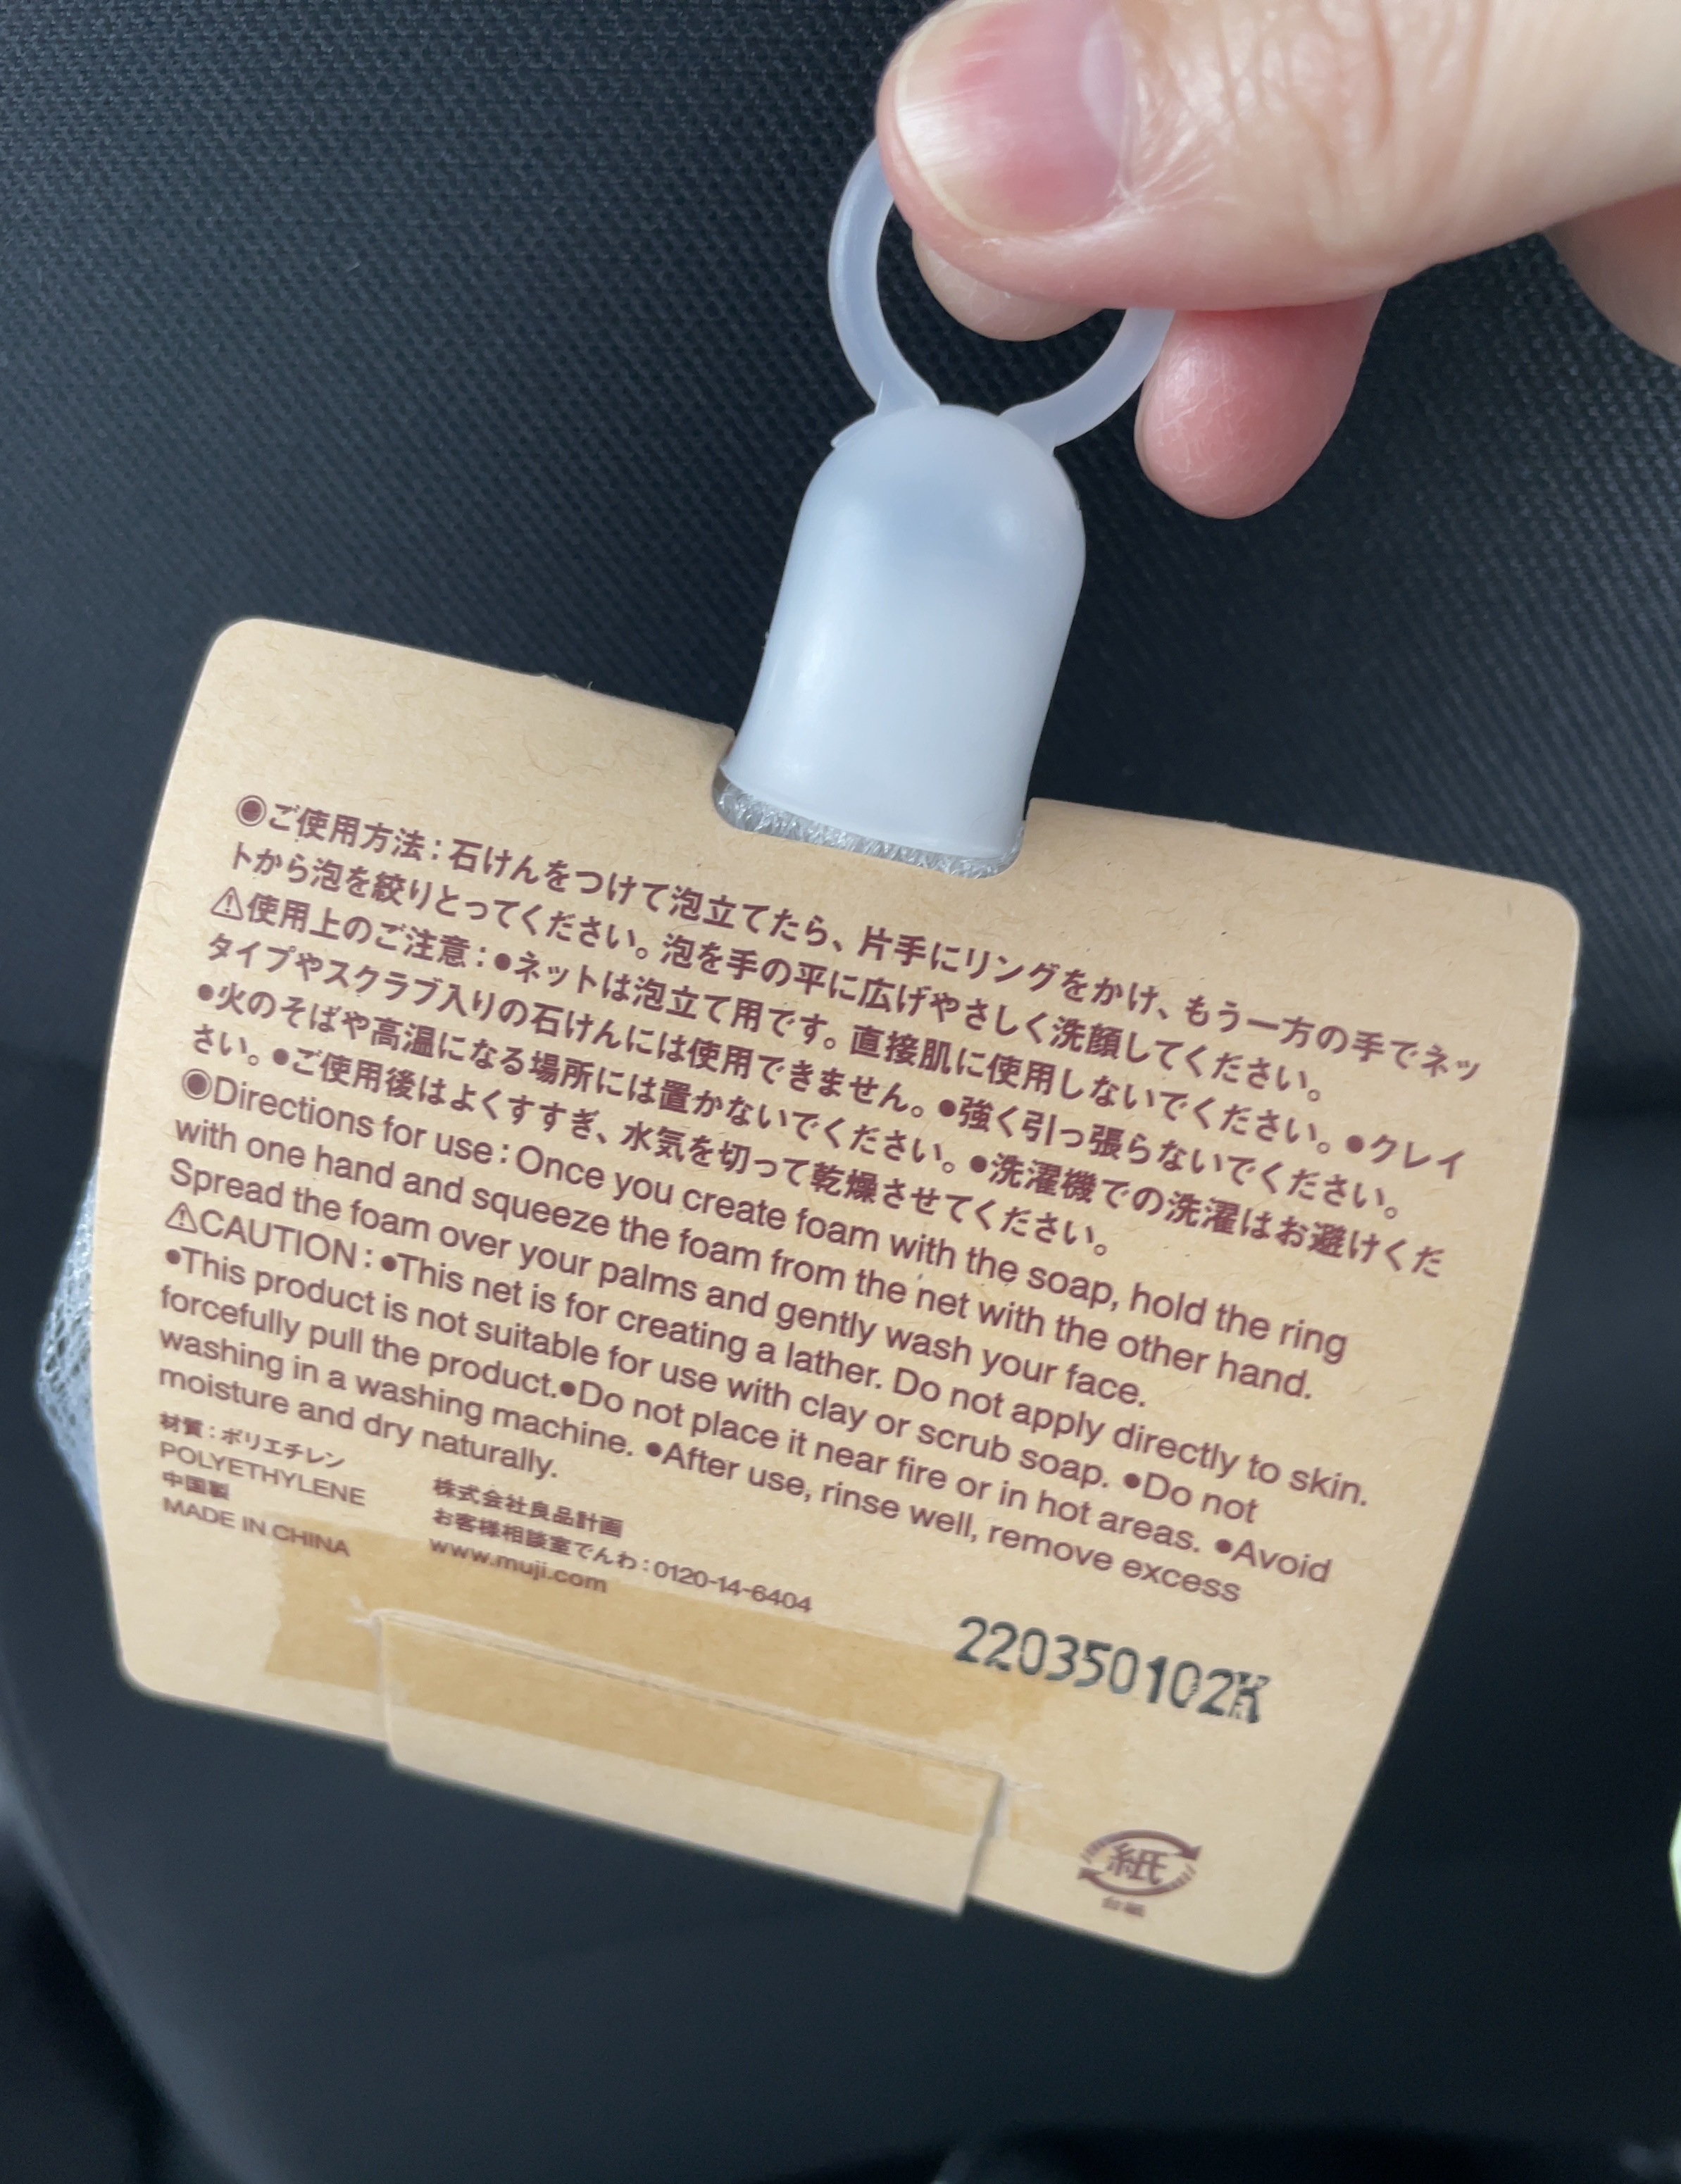 ◉ご使用方法：石けんをつけて泡立てたら、片手にリングをかけ、もう一方の手でネッ
トから泡を絞りとってください。泡を手の平に広げやさしく洗顔してください。
⚠使用上のご注意：●ネットは泡立て用です。直接肌に使用しないでください。●クレイ
タイプやスクラブ入りの石けんには使用できません。●強く引っ張らないでください。
●火のそばや高温になる場所には置かないでください。●洗濯機での洗濯はお避けくだ
さい。●ご使用後はよくすすぎ、水気を切って乾燥させてください。
◉Directions for use：Once you create foam with the soap, hold the ring
with one hand and squeeze the foam from the net with the other hand.
Spread the foam over your palms and gently wash your face.
⚠CAUTION：●This net is for creating a lather. Do not apply directly to skin.
●This product is not suitable for use with clay or scrub soap. ●Do not
forcefully pull the product.●Do not place it near fire or in hot areas. ●Avoid
washing in a washing machine. ●After use, rinse well, remove excess
moisture and dry naturally.
材質：ポリエチレン
POLYETHYLENE
中国製
MADE IN CHINA
株式会社良品計画
お客様相談室でんわ：0120-14-6404
www.muji.com
220350102K
紙
台紙